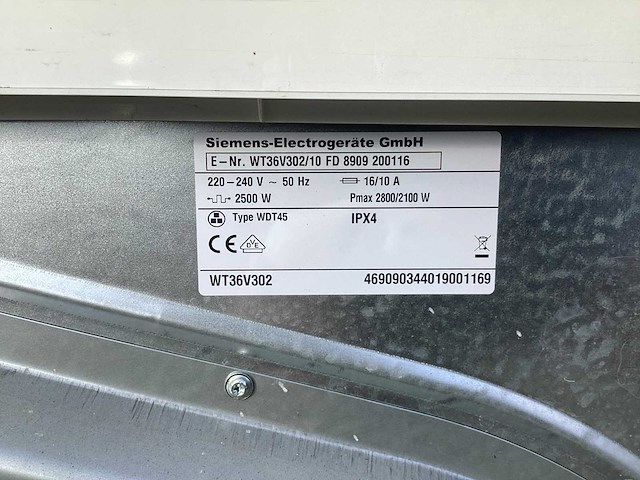 Siemens-Electrogeräte GmbH
E-Nr. WT36V302/10 FD 8909 200116
220-240 V ~ 50 Hz 16/10 A
2500 W Pmax 2800/2100 W
Type WDT45 IPX4
CE DVE
WT36V302 469090344019001169